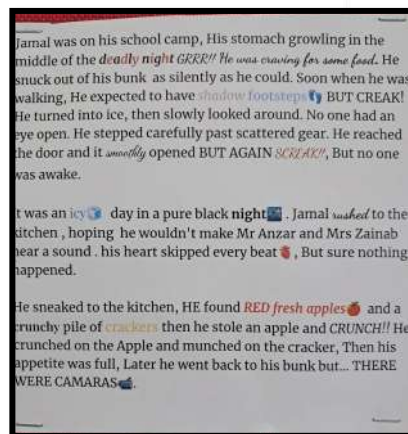 Jamal was on his school camp, His stomach growling in the
middle of the deadly night GRRR!! He was craving for some food. He
snuck out of his bunk as silently as he could. Soon when he was
walking, He expected to have shadow footsteps👣 BUT CREAK!
He turned into ice, then slowly looked around. No one had an
eye open. He stepped carefully past scattered gear. He reached
the door and it smoothly opened BUT AGAIN SCREAK!!, But no one
was awake.
It was an icy🧊 day in a pure black night🌃 . Jamal rushed to the
kitchen , hoping he wouldn't make Mr Anzar and Mrs Zainab
hear a sound . his heart skipped every beat🫀 , But sure nothing
happened.
He sneaked to the kitchen, HE found RED fresh apples🍎 and a
crunchy pile of crackers then he stole an apple and CRUNCH!! He
crunched on the Apple and munched on the cracker, Then his
appetite was full, Later he went back to his bunk but... THERE
WERE CAMARAS📹.